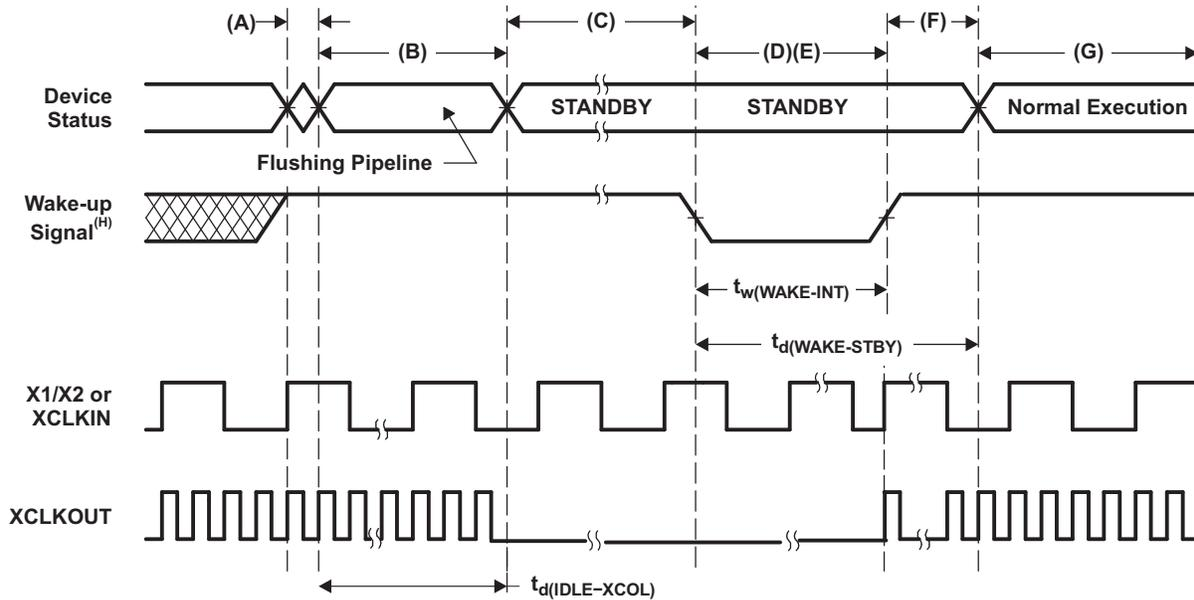 (A)
(C)
(F)
(B)
(D)(E)
(G)
Device
Status
STANDBY
STANDBY
Normal Execution
Flushing Pipeline
Wake-up
Signal(H)
tw(WAKE-INT)
td(WAKE-STBY)
X1/X2 or
XCLKIN
XCLKOUT
td(IDLE−XCOL)